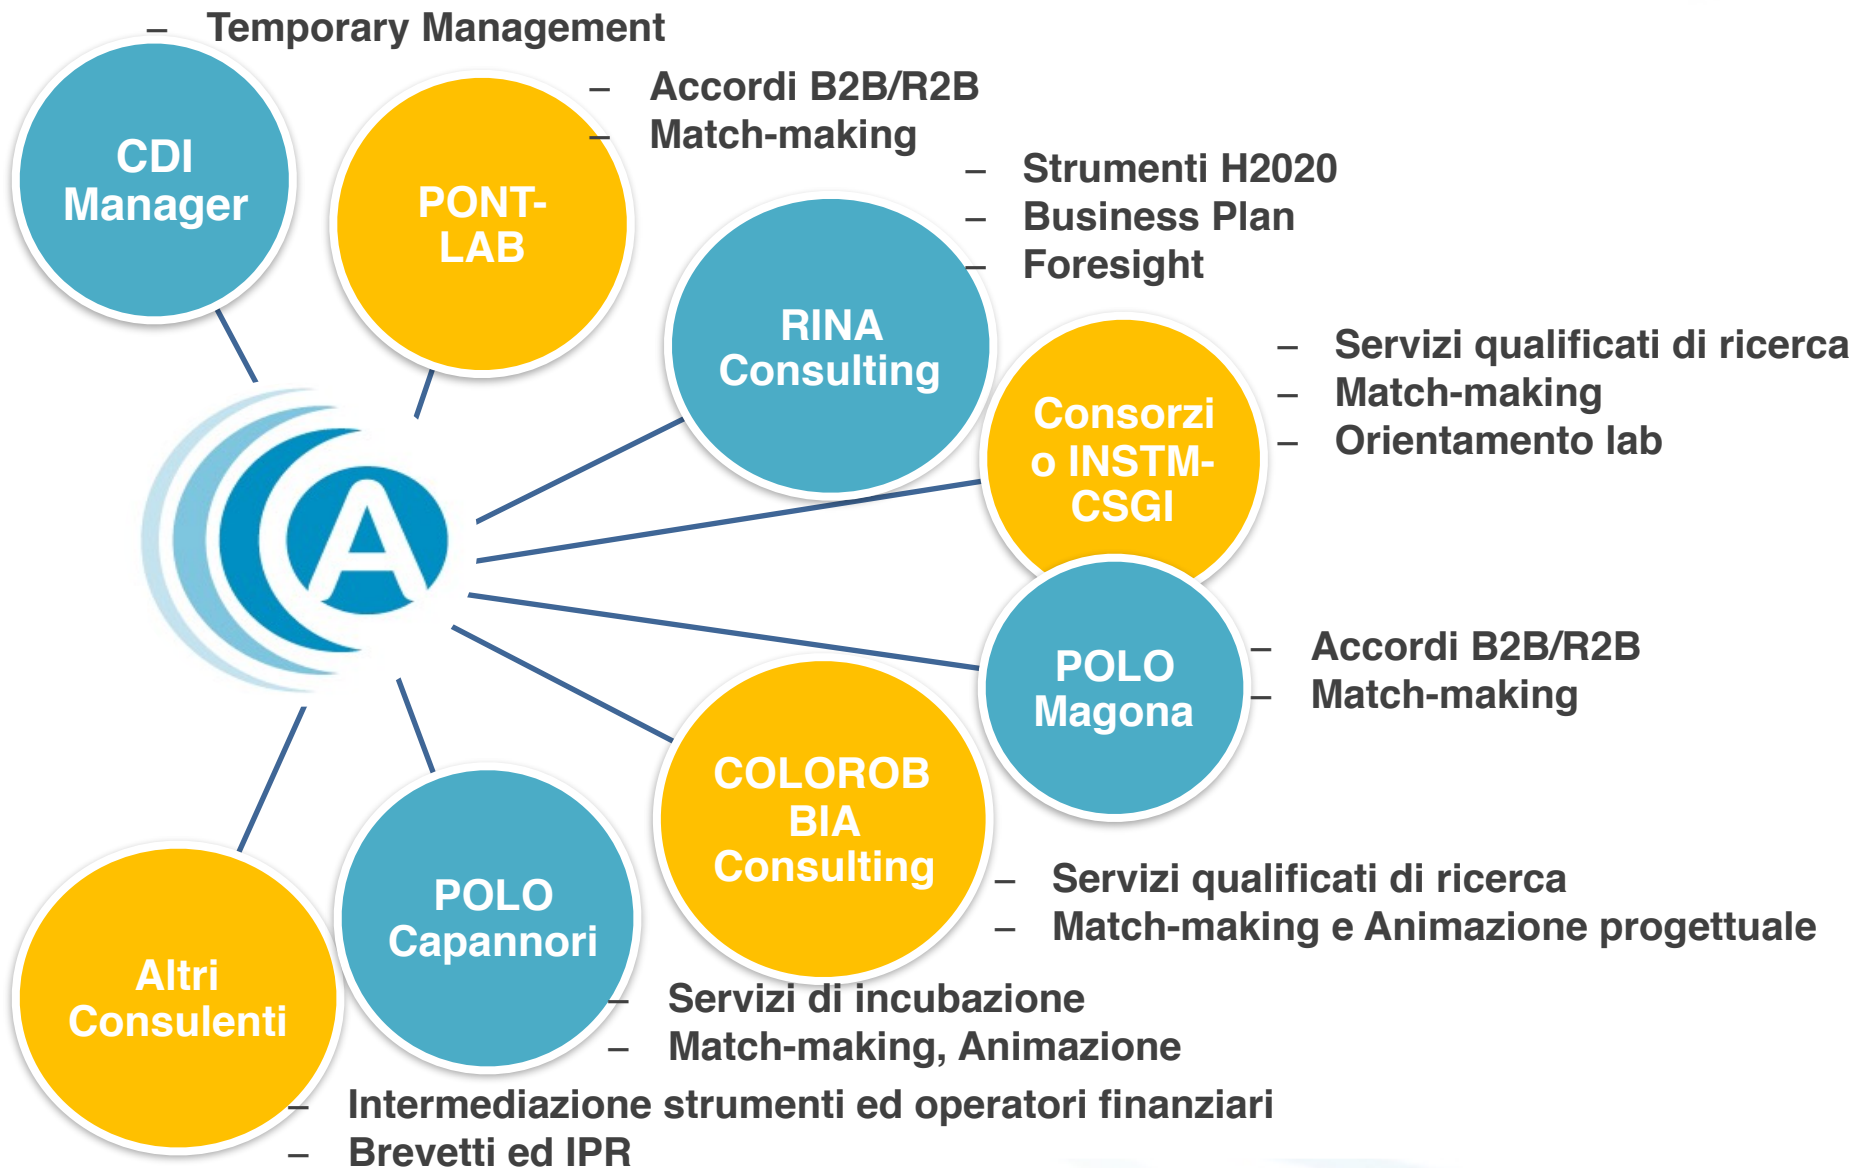 – Temporary Management
CDI
Manager
PONT-
LAB
– Accordi B2B/R2B
– Match-making
RINA
Consulting
– Strumenti H2020
– Business Plan
– Foresight
Consorzi
o INSTM-
CSGI
– Servizi qualificati di ricerca
– Match-making
– Orientamento lab
A
POLO
Magona
– Accordi B2B/R2B
– Match-making
COLOROB
BIA
Consulting
– Servizi qualificati di ricerca
– Match-making e Animazione progettuale
POLO
Capannori
– Servizi di incubazione
– Match-making, Animazione
Altri
Consulenti
– Intermediazione strumenti ed operatori finanziari
– Brevetti ed IPR